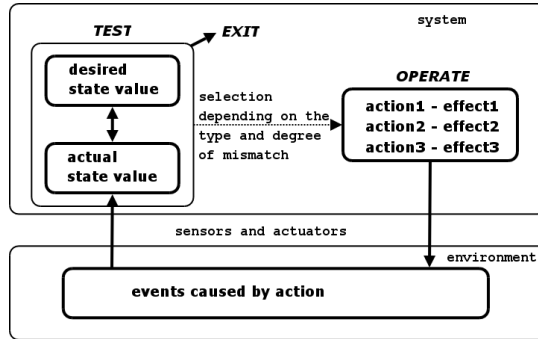 system
TEST
EXIT
desired
state value
actual
state value
selection
depending on the
type and degree
of mismatch
OPERATE
action1 - effect1
action2 - effect2
action3 - effect3
sensors and actuators
environment
events caused by action